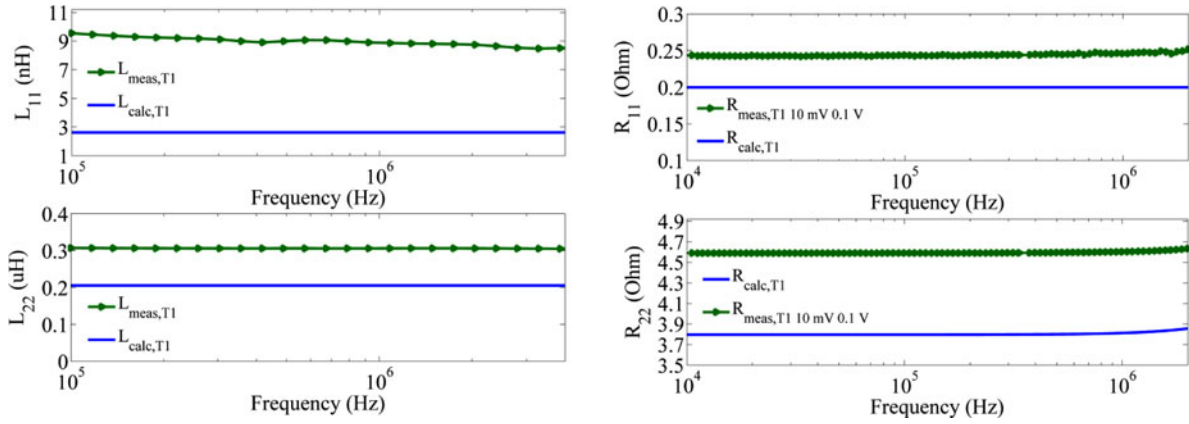 L11 (nH)
11
9
7
5
3
1
Lmeas,T1
Lcalc,T1
10^5
10^6
Frequency (Hz)
L22 (uH)
0.4
0.3
0.2
0.1
0
Lmeas,T1
Lcalc,T1
10^5
10^6
Frequency (Hz)
R11 (Ohm)
0.3
0.25
0.2
0.15
0.1
Rmeas,T1 10 mV 0.1 V
Rcalc,T1
10^4
10^5
10^6
Frequency (Hz)
R22 (Ohm)
4.9
4.7
4.5
4.3
4.1
3.9
3.7
3.5
Rcalc,T1
Rmeas,T1 10 mV 0.1 V
10^4
10^5
10^6
Frequency (Hz)